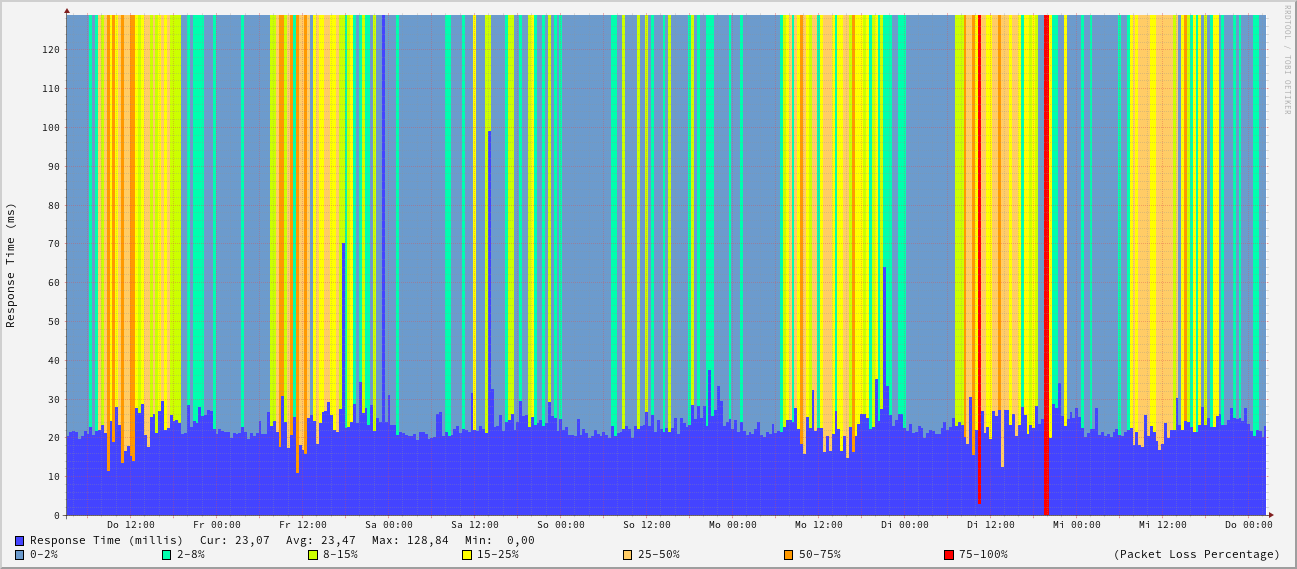 RRDTOOL / TOBI OETIKER
Response Time (ms)
120
110
100
90
80
70
60
50
40
30
20
10
0
Do 12:00 Fr 00:00 Fr 12:00 Sa 00:00 Sa 12:00 So 00:00 So 12:00 Mo 00:00 Mo 12:00 Di 00:00 Di 12:00 Mi 00:00 Mi 12:00 Do 00:00
Response Time (millis) Cur: 23,07 Avg: 23,47 Max: 128,84 Min: 0,00
0-2% 2-8% 8-15% 15-25% 25-50% 50-75% 75-100% (Packet Loss Percentage)